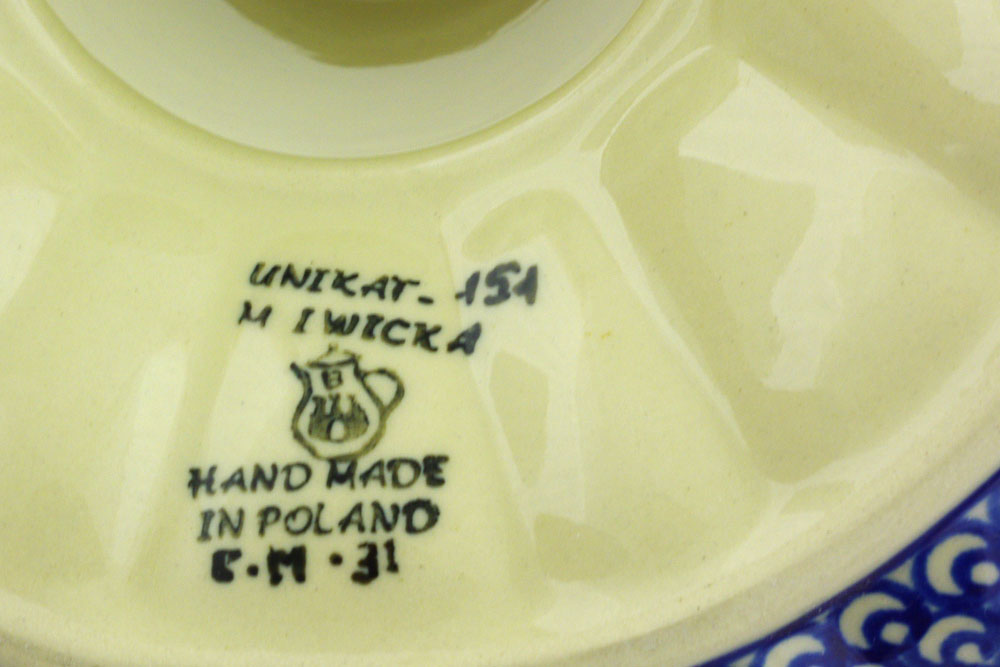 UNIKAT- 151
M IWICKA
B
HAND MADE
IN POLAND
E.M.31